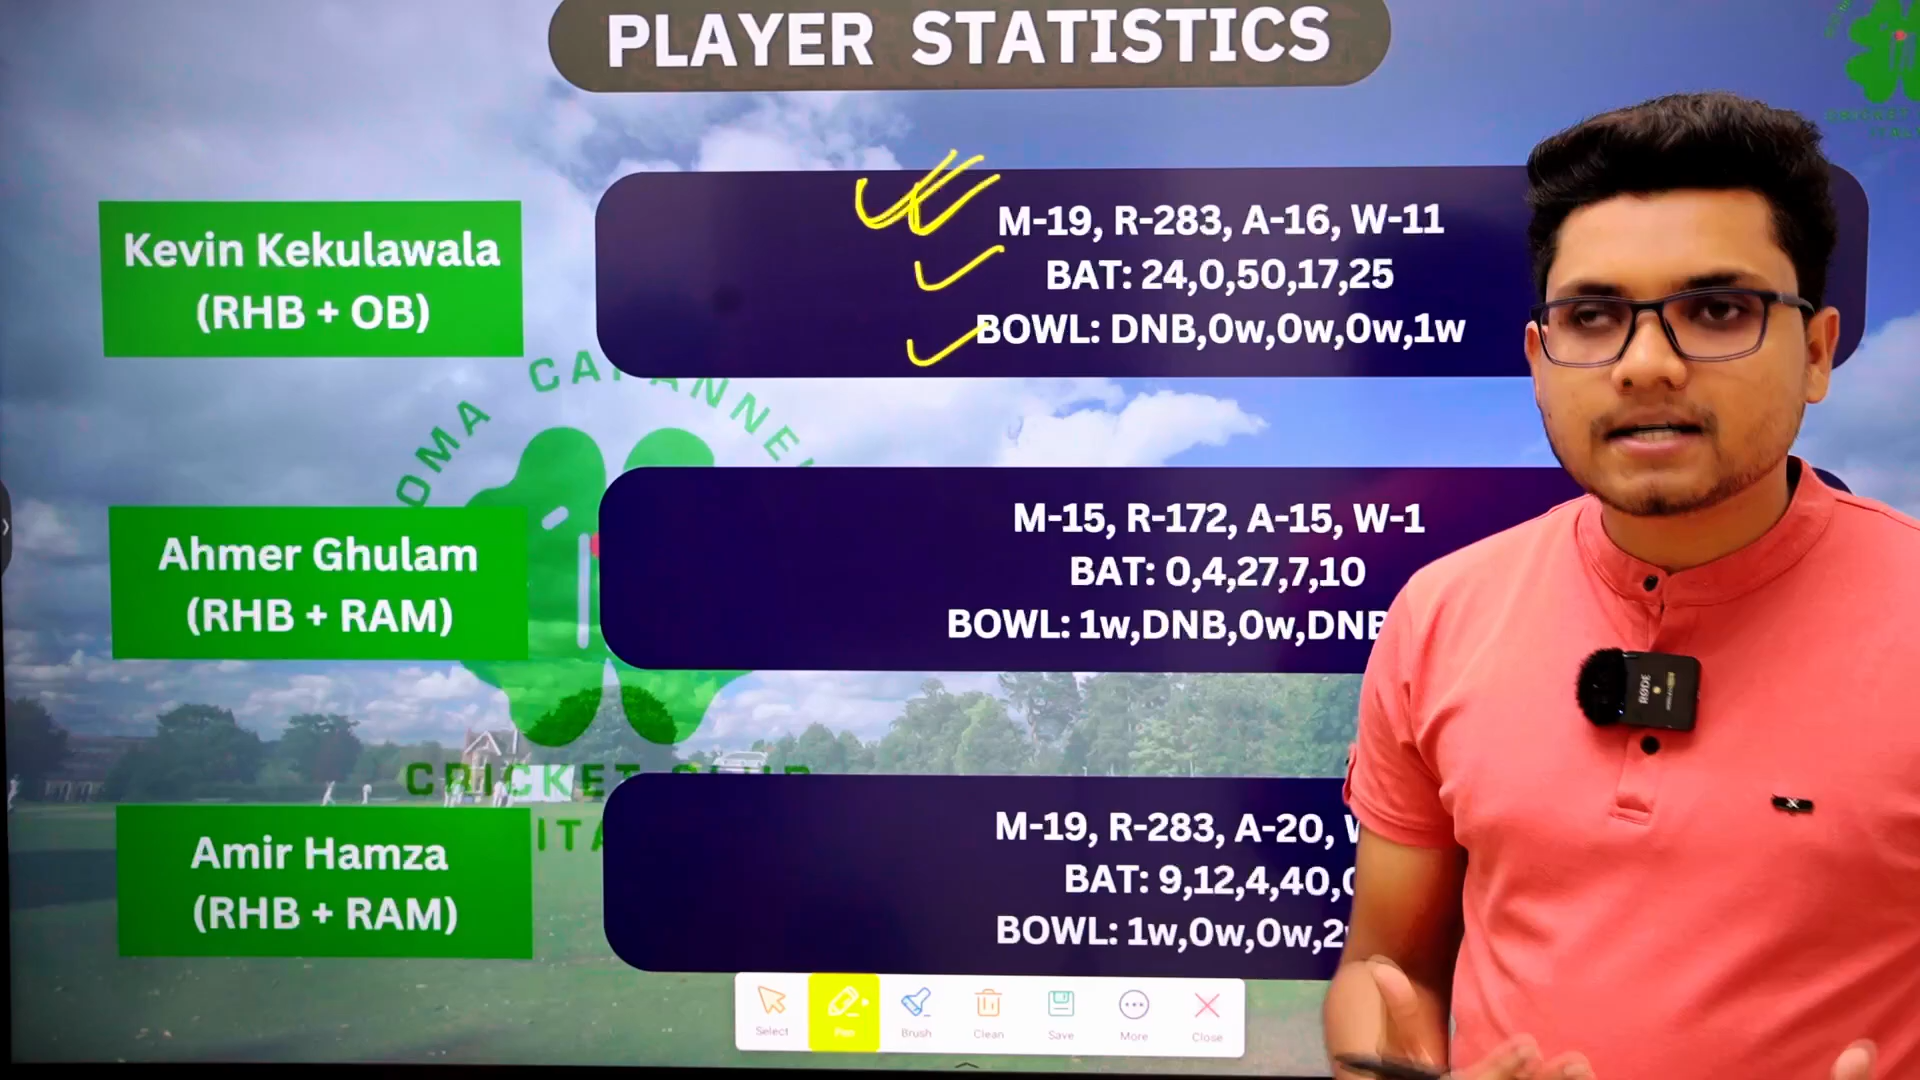 PLAYER STATISTICS
Kevin Kekulawala
(RHB + OB)
M-19, R-283, A-16, W-11
BAT: 24,0,50,17,25
BOWL: DNB,0w,0w,0w,1w
Ahmer Ghulam
(RHB + RAM)
M-15, R-172, A-15, W-1
BAT: 0,4,27,7,10
BOWL: 1w,DNB,0w,DNB
Amir Hamza
(RHB + RAM)
M-19, R-283, A-20,
BAT: 9,12,4,40,
BOWL: 1w,0w,0w,
CRICKET
RØDE
Select
Pen
Brush
Clean
Save
More
Close